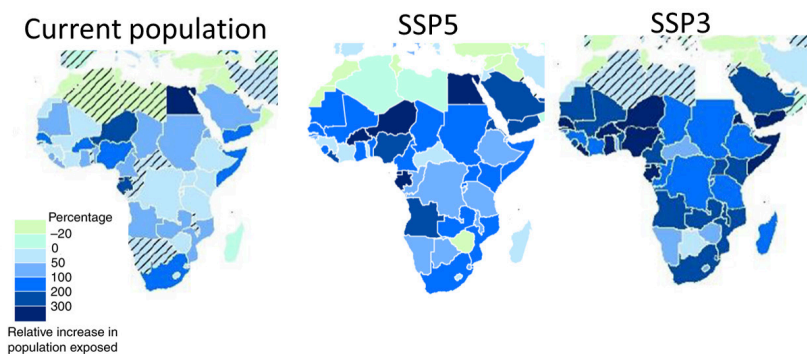 Current population
SSP5
SSP3
Percentage
-20
0
50
100
200
300
Relative increase in
population exposed